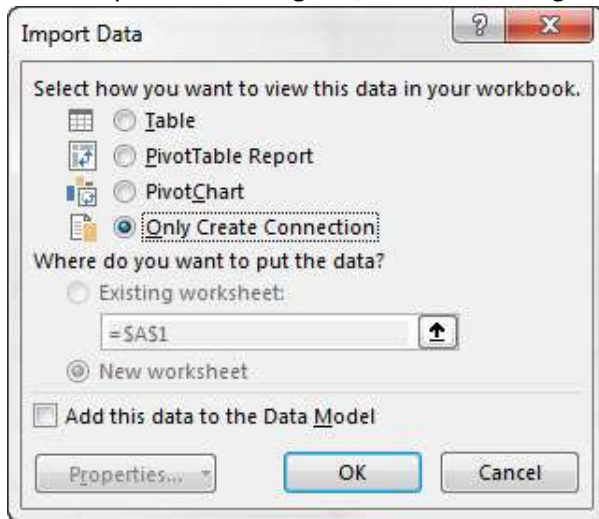 Import Data
?
X
Select how you want to view this data in your workbook.
Table
PivotTable Report
PivotChart
Only Create Connection
Where do you want to put the data?
Existing worksheet:
=$A$1
New worksheet
Add this data to the Data Model
Properties...
OK Cancel